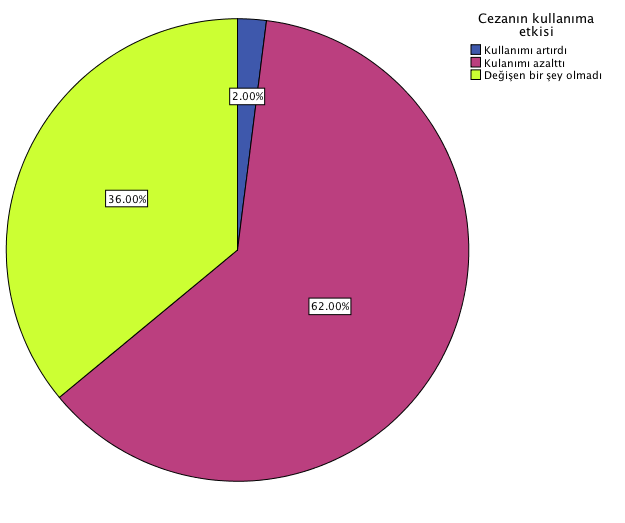 Cezanın kullanıma
etkisi
Kullanımı artırdı
Kulanımı azalttı
Değişen bir şey olmadı
2.00%
36.00%
62.00%